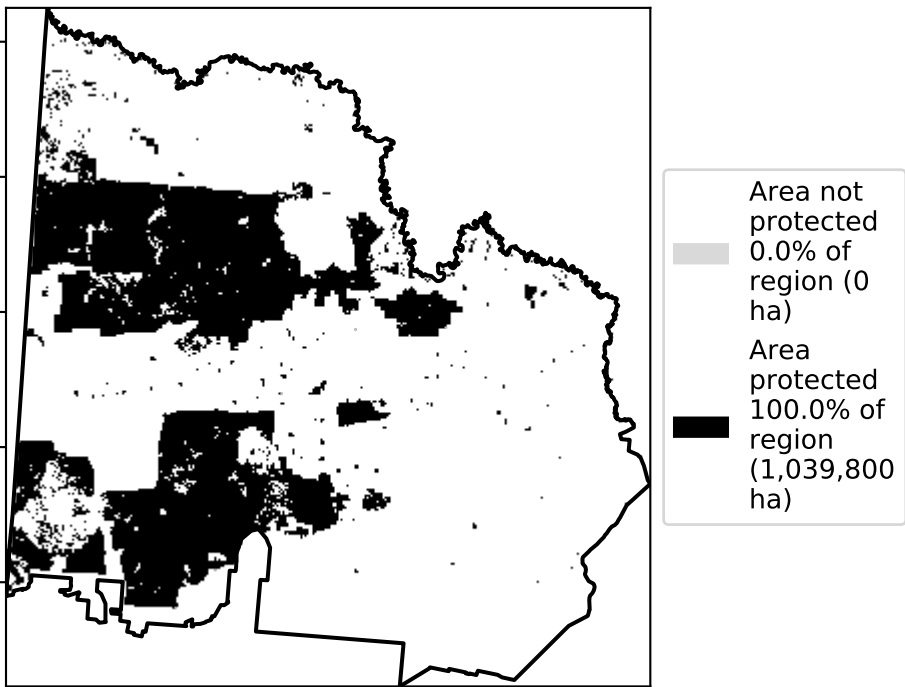 Area not
protected
0.0% of
region (0
ha)
Area
protected
100.0% of
region
(1,039,800
ha)